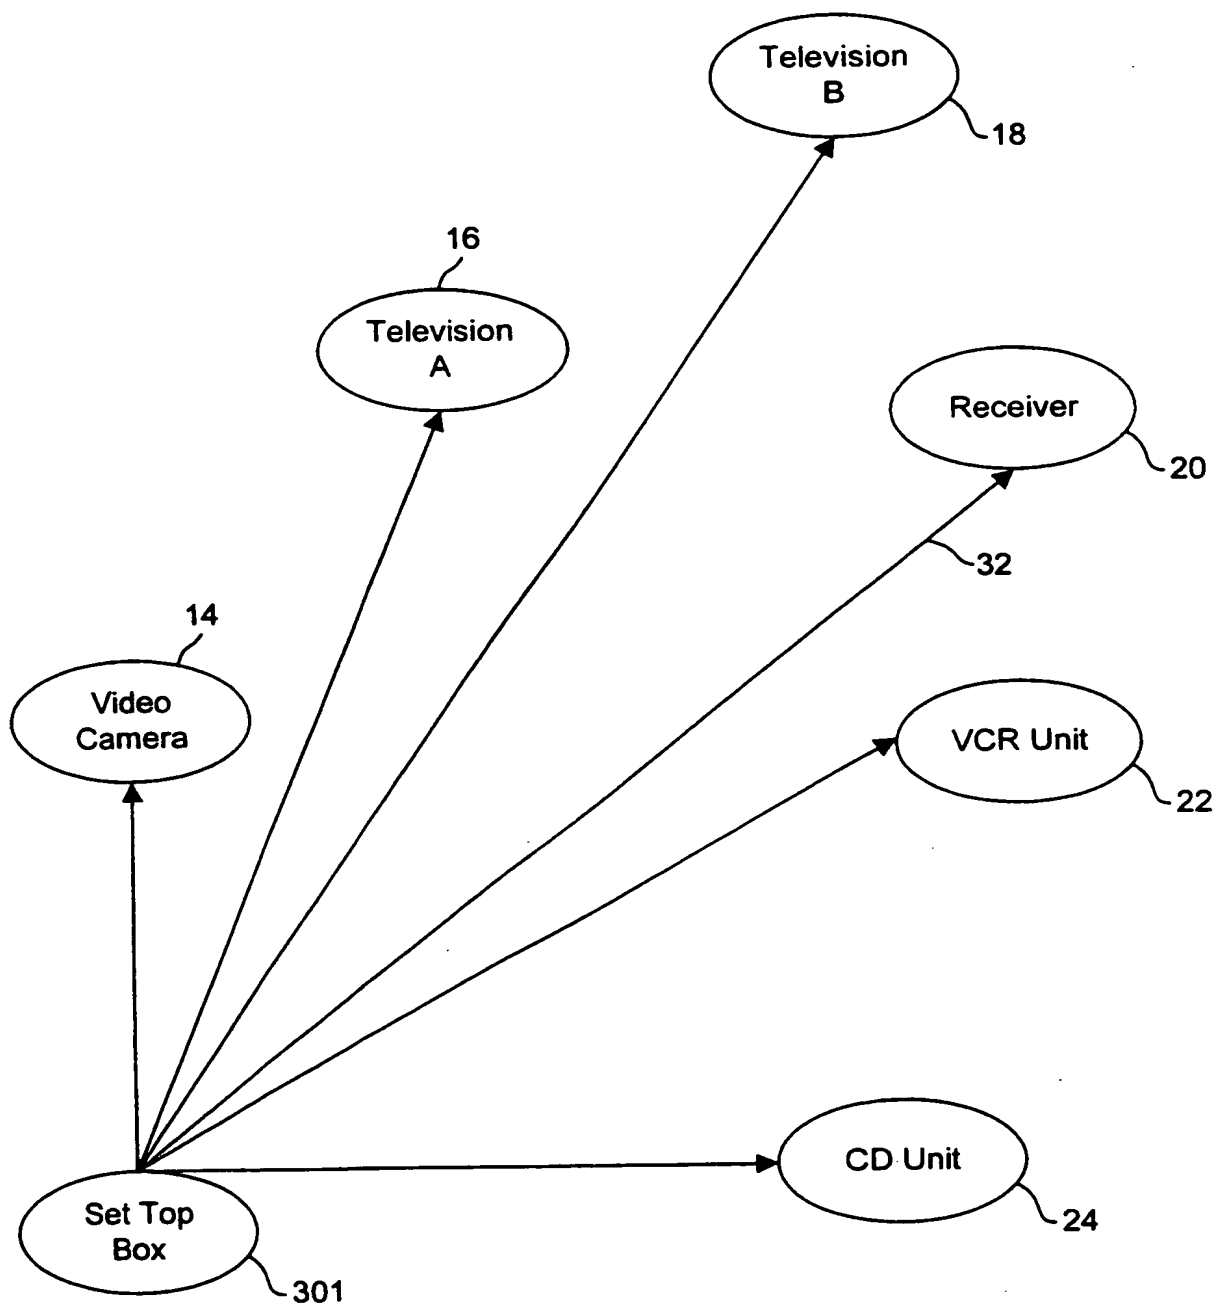 Television
B
18
16
Television
A
Receiver
20
32
14
Video
Camera
VCR Unit
22
CD Unit
24
Set Top
Box
301